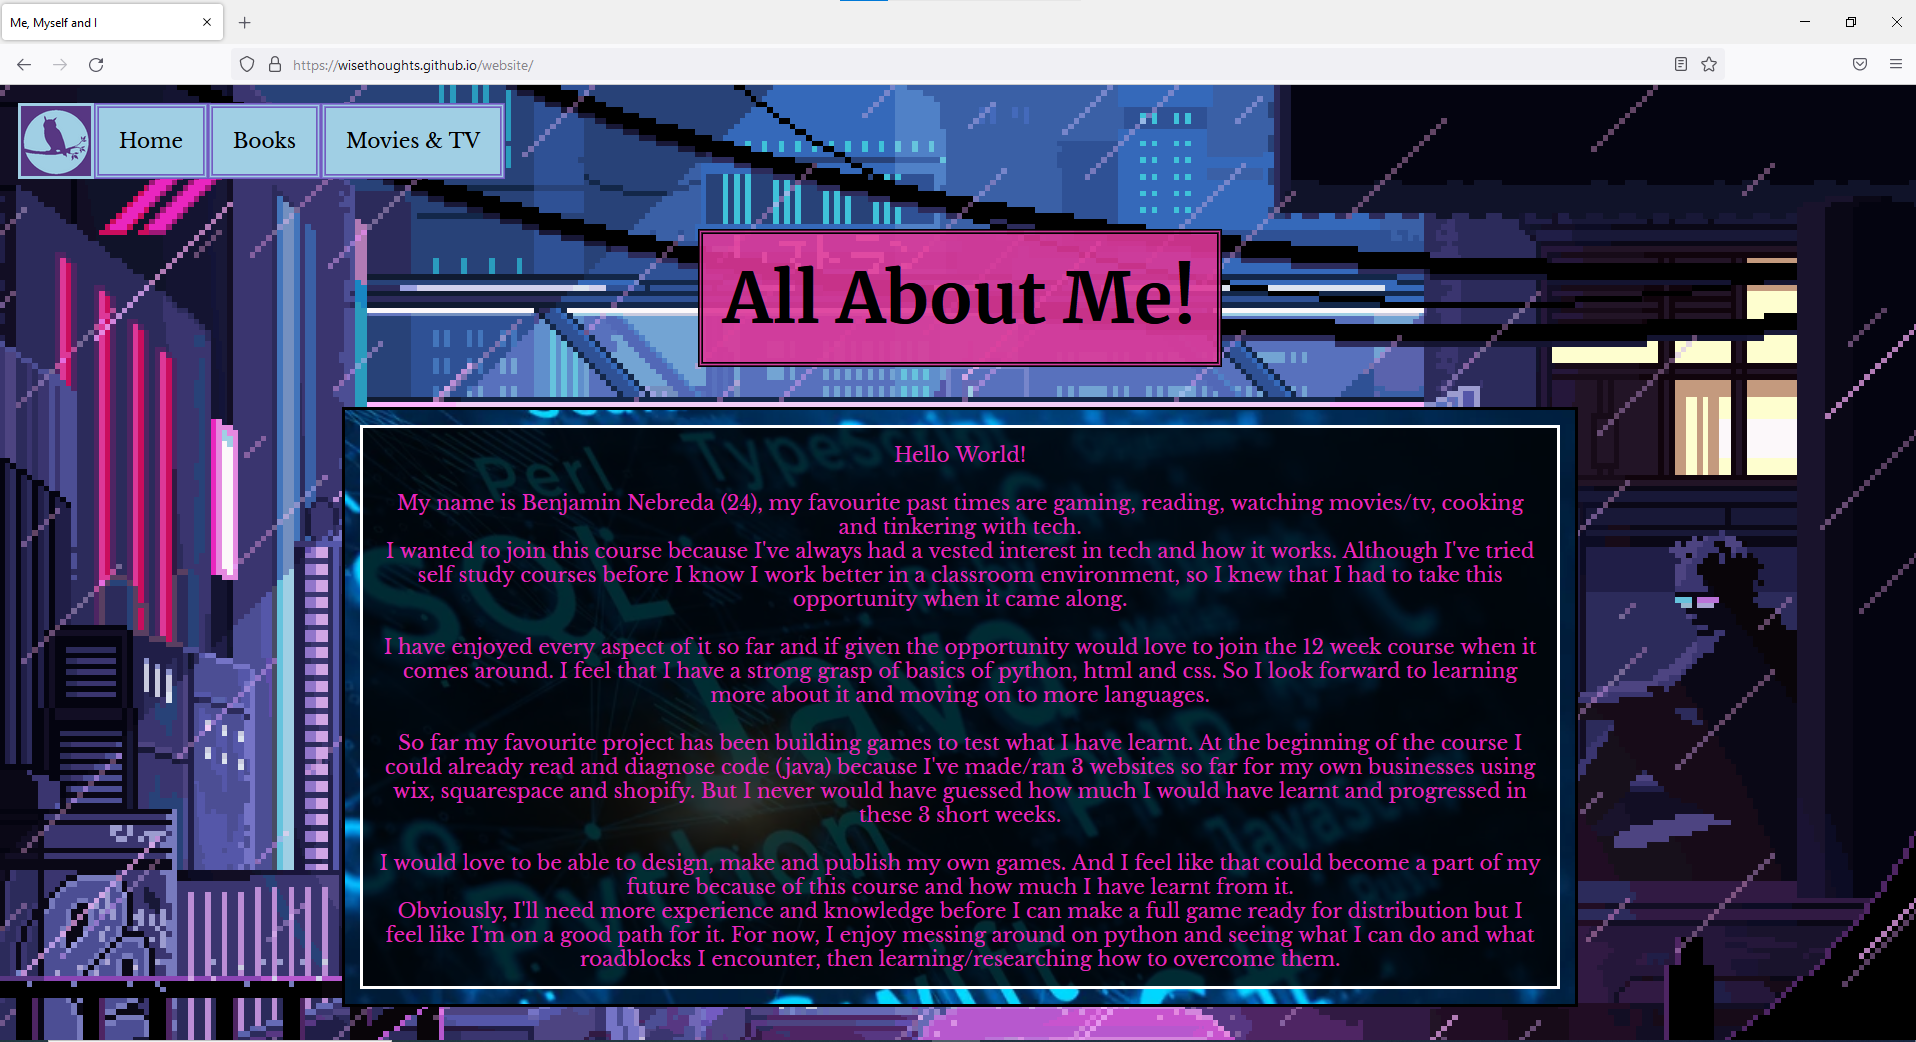 Me, Myself and I
https://wisethoughts.github.io/website/
Home
Books
Movies & TV
All About Me!
Perl
TypeScript
Hello World!
My name is Benjamin Nebreda (24), my favourite past times are gaming, reading, watching movies/tv, cooking
and tinkering with tech.
I wanted to join this course because I've always had a vested interest in tech and how it works. Although I've tried
self study courses before I know I work better in a classroom environment, so I knew that I had to take this
opportunity when it came along.
SQL
I have enjoyed every aspect of it so far and if given the opportunity would love to join the 12 week course when it
comes around. I feel that I have a strong grasp of basics of python, html and css. So I look forward to learning
more about it and moving on to more languages.
Java
PHP
So far my favourite project has been building games to test what I have learnt. At the beginning of the course I
could already read and diagnose code (java) because I've made/ran 3 websites so far for my own businesses using
wix, squarespace and shopify. But I never would have guessed how much I would have learnt and progressed in
these 3 short weeks.
Python
I would love to be able to design, make and publish my own games. And I feel like that could become a part of my
future because of this course and how much I have learnt from it.
Obviously, I'll need more experience and knowledge before I can make a full game ready for distribution but I
feel like I'm on a good path for it. For now, I enjoy messing around on python and seeing what I can do and what
roadblocks I encounter, then learning/researching how to overcome them.